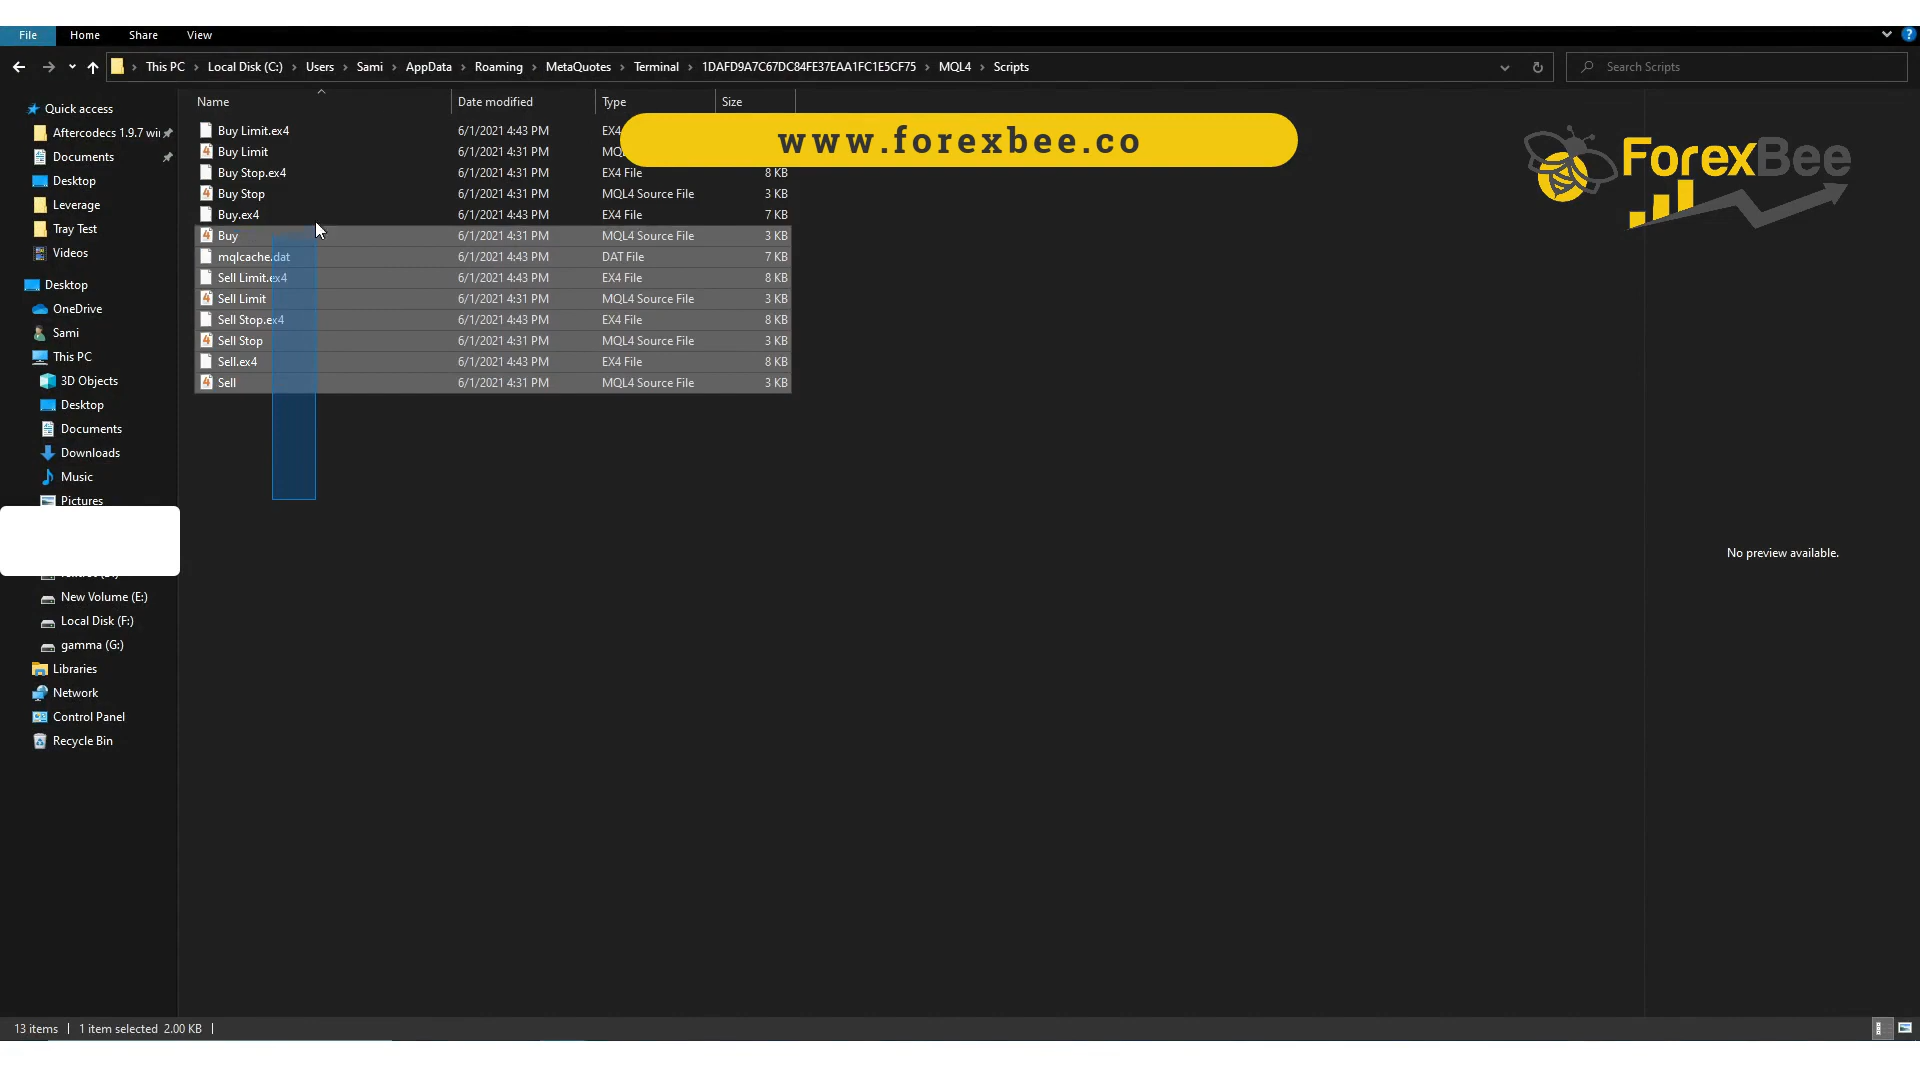 File Home Share View
This PC Local Disk (C:) Users Sami AppData Roaming MetaQuotes Terminal 1DAFD9A7C67DC84FE37EAA1FC1E5CF75 MQL4 Scripts
Search Scripts
Quick access
Aftercodecs 1.9.7 wi
Documents
Desktop
Leverage
Tray Test
Videos
Desktop
OneDrive
Sami
This PC
3D Objects
Desktop
Documents
Downloads
Music
Pictures
New Volume (E:)
Local Disk (F:)
gamma (G:)
Libraries
Network
Control Panel
Recycle Bin
Name Date modified Type Size
Buy Limit.ex4 6/1/2021 4:43 PM EX4
Buy Limit 6/1/2021 4:31 PM
Buy Stop.ex4 6/1/2021 4:43 PM EX4 File 8 KB
Buy Stop 6/1/2021 4:31 PM MQL4 Source File 3 KB
Buy.ex4 6/1/2021 4:43 PM EX4 File 7 KB
Buy 6/1/2021 4:31 PM MQL4 Source File 3 KB
mqlcache.dat 6/1/2021 4:43 PM DAT File 7 KB
Sell Limit.ex4 6/1/2021 4:43 PM EX4 File 8 KB
Sell Limit 6/1/2021 4:31 PM MQL4 Source File 3 KB
Sell Stop.ex4 6/1/2021 4:43 PM EX4 File 8 KB
Sell Stop 6/1/2021 4:31 PM MQL4 Source File 3 KB
Sell.ex4 6/1/2021 4:43 PM EX4 File 8 KB
Sell 6/1/2021 4:31 PM MQL4 Source File 3 KB
www.forexbee.co
ForexBee
No preview available.
13 items 1 item selected 2.00 KB